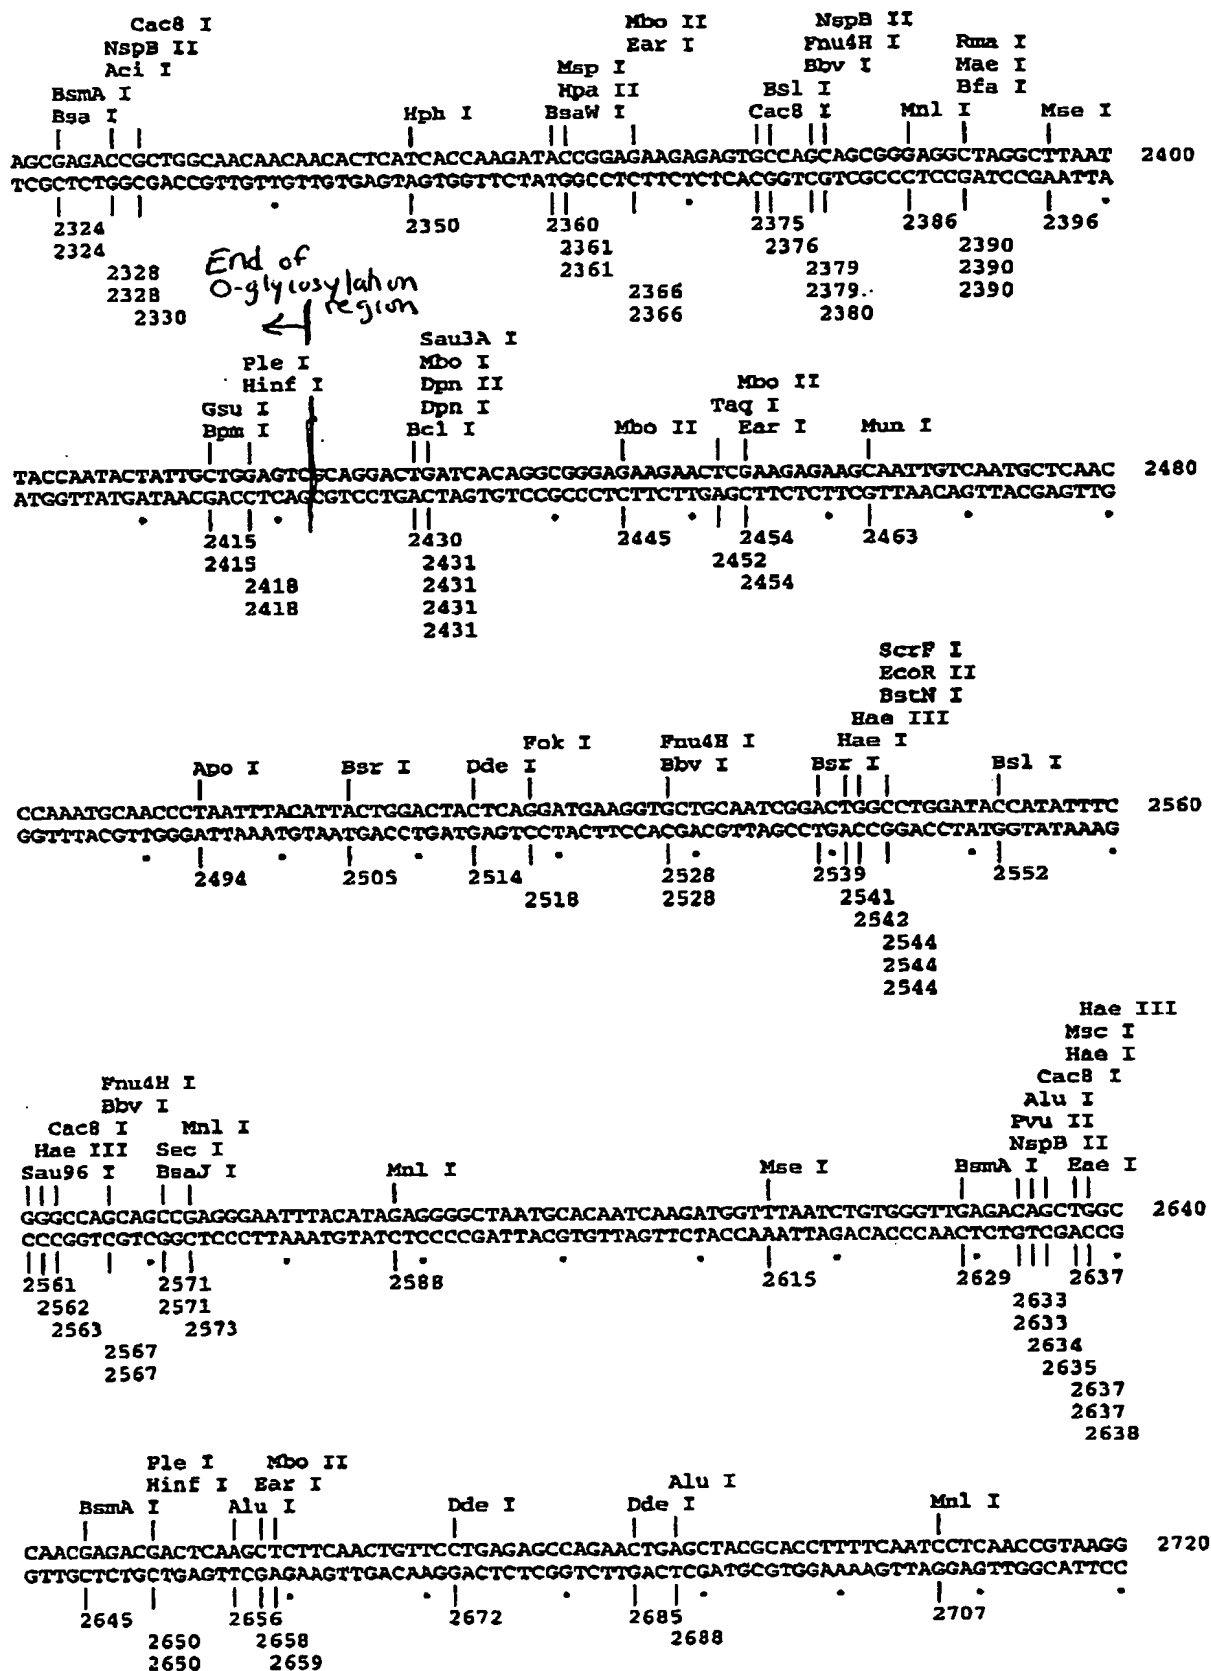 Cac8 I
NspB II
Aci I
BsmA I
Bsa I
Hph I
Msp I
Hpa II
BsaW I
Mbo II
Ear I
Bsl I
Cac8 I
NspB II
Fnu4H I
Bbv I
Mnl I
Rma I
Mae I
Bfa I
Mse I
AGCGAGACCGCTGGCAACAACAACACTCATCACCAAGATACCGGAGAAGAGAGTGCCAGCAGCGGGAGGCTAGGCTTAAT 2400
TCGCTCTGGCGACCGTTGTTGTTGTGAGTAGTGGTTCTATGGCCTCTTCTCTCACGGTCGTCGCCCTCCGATCCGAATTA
2324 2350 2360 2375 2386 2390 2396
2324 2361 2376 2390
2328 2361 2379 2390
2328 2366 2379
2330 2366 2380
End of
O-glycosylation
region
Ple I
Hinf I
Gsu I
Bpm I
Sau3A I
Mbo I
Dpn II
Dpn I
Bcl I
Mbo II
Mbo II
Taq I
Ear I
Mun I
TACCAATACTATTGCTGGAGTCGCAGGACTGATCACAGGCGGGAGAAGAACTCGAAGAGAAGCAATTGTCAATGCTCAAC 2480
ATGGTTATGATAACGACCTCAGCGTCCTGACTAGTGTCCGCCCTCTTCTTGAGCTTCTCTTCGTTAACAGTTACGAGTTG
2415 2430 2445 2454 2463
2415 2431 2452
2418 2431 2454
2418 2431
2431
ScrF I
EcoR II
BstN I
Hae III
Hae I
Apo I Bsr I Dde I Fok I Fnu4H I
Bbv I Bsr I Bsl I
CCAAATGCAACCCTAATTTACATTACTGGACTACTCAGGATGAAGGTGCTGCAATCGGACTGGCCTGGATACCATATTTC 2560
GGTTTACGTTGGGATTAAATGTAATGACCTGATGAGTCCTACTTCCACGACGTTAGCCTGACCGGACCTATGGTATAAAG
2494 2505 2514 2528 2539 2552
2518 2528 2541
2542
2544
2544
2544
Hae III
Msc I
Hae I
Cac8 I
Alu I
Pvu II
NspB II
Fnu4H I
Bbv I
Cac8 I Mnl I
Hae III Sec I
Sau96 I BsaJ I Mnl I Mse I BsmA I Eae I
GGGCCAGCAGCCGAGGGAATTTACATAGAGGGGCTAATGCACAATCAAGATGGTTTAATCTGTGGGTTGAGACAGCTGGC 2640
CCCGGTCGTCGGCTCCCTTAAATGTATCTCCCCGATTACGTGTTAGTTCTACCAAATTAGACACCCAACTCTGTCGACCG
2561 2571 2588 2615 2629 2637
2562 2571 2633
2563 2573 2633
2567 2634
2567 2635
2637
2637
2638
Ple I Mbo II
Hinf I Ear I Alu I
BsmA I Alu I Dde I Dde I Mnl I
CAACGAGACGACTCAAGCTCTTCAACTGTTCCTGAGAGCCAGAACTGAGCTACGCACCTTTTCAATCCTCAACCGTAAGG 2720
GTTGCTCTGCTGAGTTCGAGAAGTTGACAAGGACTCTCGGTCTTGACTCGATGCGTGGAAAAGTTAGGAGTTGGCATTCC
2645 2656 2672 2685 2707
2650 2658 2688
2650 2659